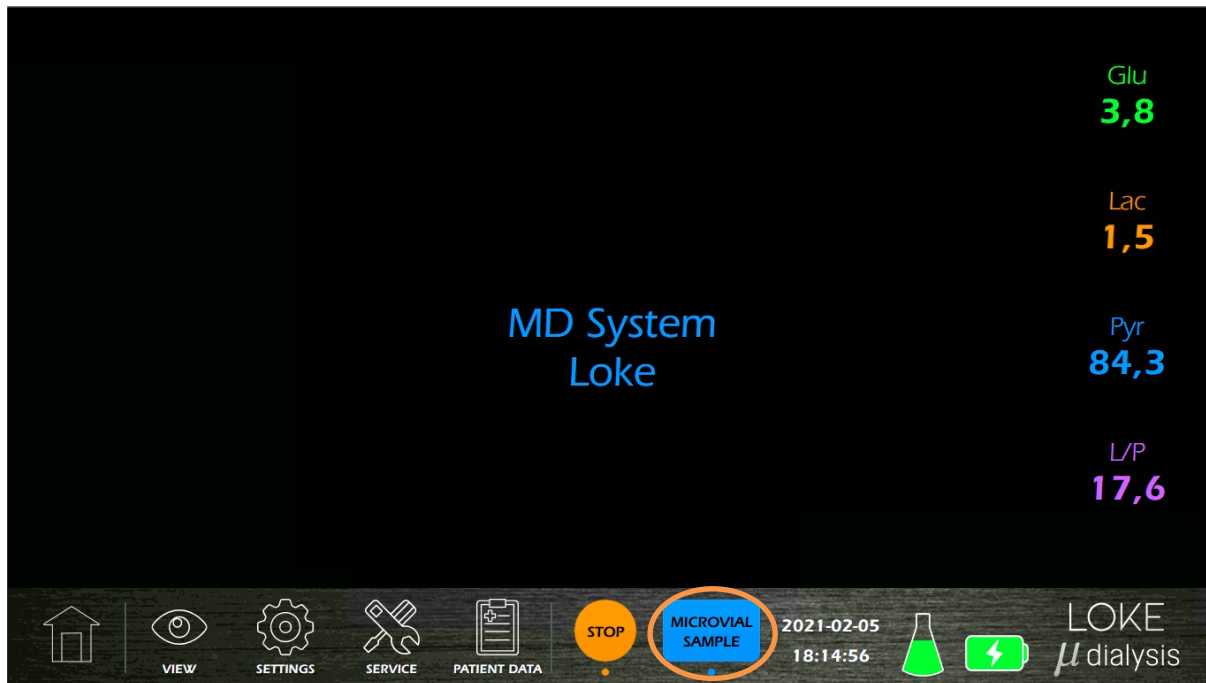 Glu
3,8
Lac
1,5
MD System
Loke
Pyr
84,3
L/P
17,6
VIEW
SETTINGS
SERVICE
PATIENT DATA
STOP
MICROVIAL
SAMPLE
2021-02-05
18:14:56
LOKE
μ dialysis